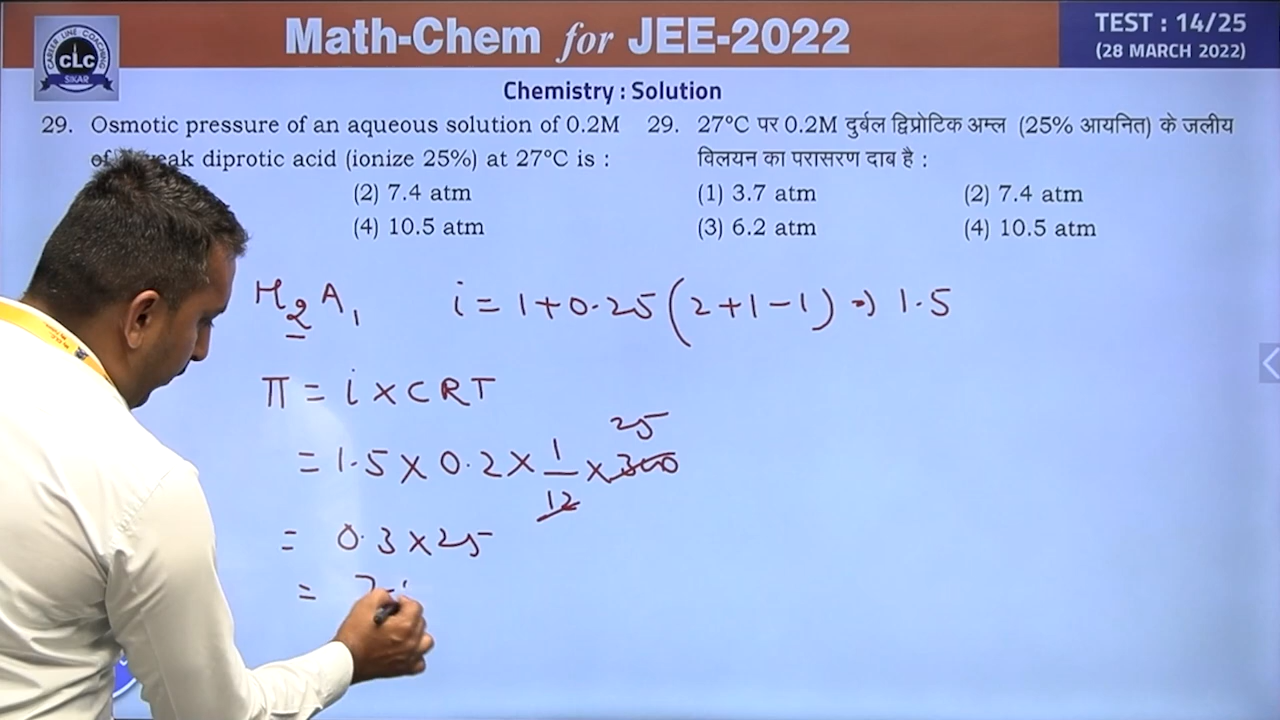 Math-Chem for JEE-2022
TEST : 14/25
(28 MARCH 2022)
CAREER LINE COACHING
CLC
SIKAR
Chemistry : Solution
29. Osmotic pressure of an aqueous solution of 0.2M
diprotic acid (ionize 25%) at 27°C is :
(2) 7.4 atm
(4) 10.5 atm
29. 27°C पर 0.2M दुर्बल द्विप्रोटिक अम्ल (25% आयनित) के जलीय
विलयन का परासरण दाब है :
(1) 3.7 atm (2) 7.4 atm
(3) 6.2 atm (4) 10.5 atm
H₂A₁ i = 1+0.25(2+1-1) ⇒ 1.5
π = i × CRT
= 1.5 × 0.2 × 1/12 × 300 25
= 0.3 × 25
=